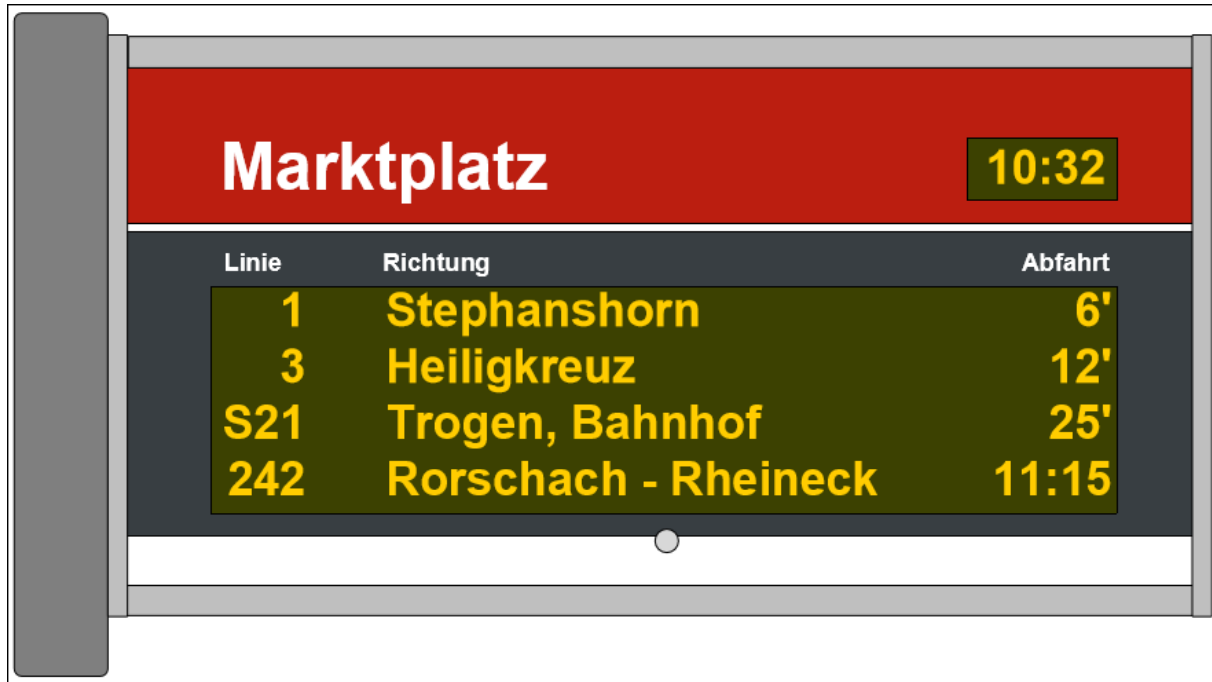 Marktplatz 10:32
Linie Richtung Abfahrt
1 Stephanshorn 6'
3 Heiligkreuz 12'
S21 Trogen, Bahnhof 25'
242 Rorschach - Rheineck 11:15